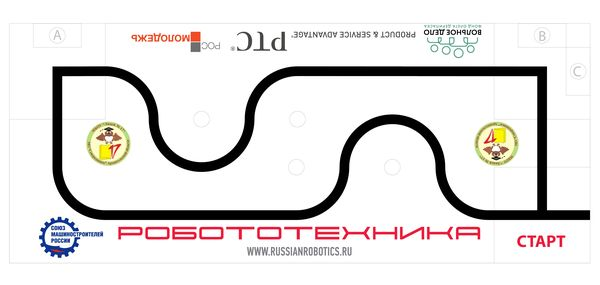 A
МОЛОДЕЖЬ
РОС
PTC®
PRODUCT & SERVICE ADVANTAGE®
ВОЛЬНОЕ ДЕЛО
B
C
СОЮЗ
МАШИНОСТРОИТЕЛЕЙ
РОССИИ
РОБОТОТЕХНИКА
WWW.RUSSIANROBOTICS.RU
СТАРТ